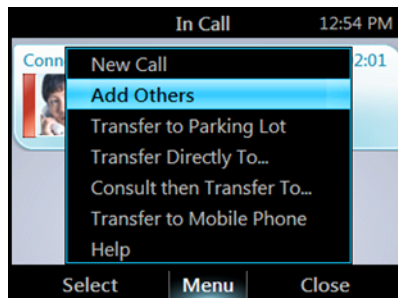 In Call 12:54 PM
Conn 2:01
New Call
Add Others
Transfer to Parking Lot
Transfer Directly To...
Consult then Transfer To...
Transfer to Mobile Phone
Help
Select Menu Close